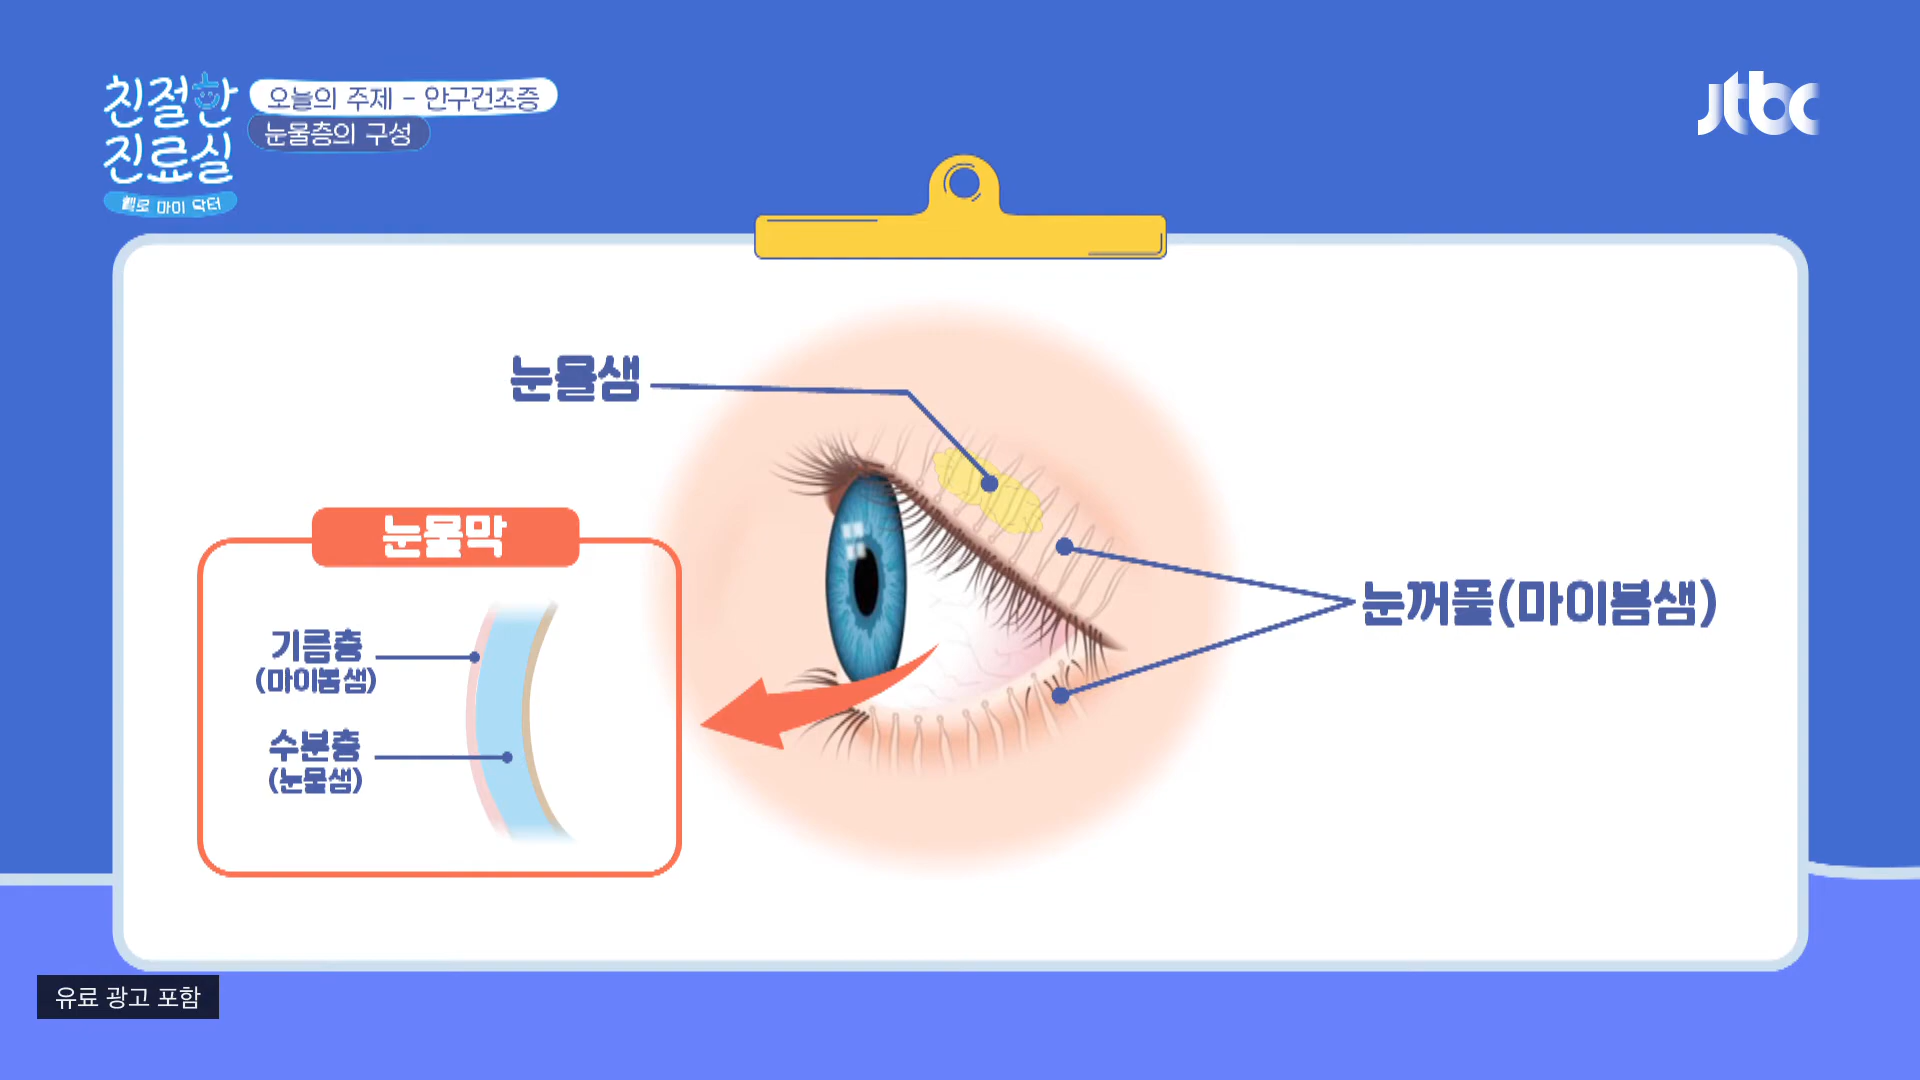 친절한
진료실
헬로 마이 닥터
오늘의 주제 - 안구건조증
눈물층의 구성
jtbc
눈물샘
눈물막
기름층
(마이봄샘)
수분층
(눈물샘)
눈꺼풀(마이봄샘)
유료 광고 포함